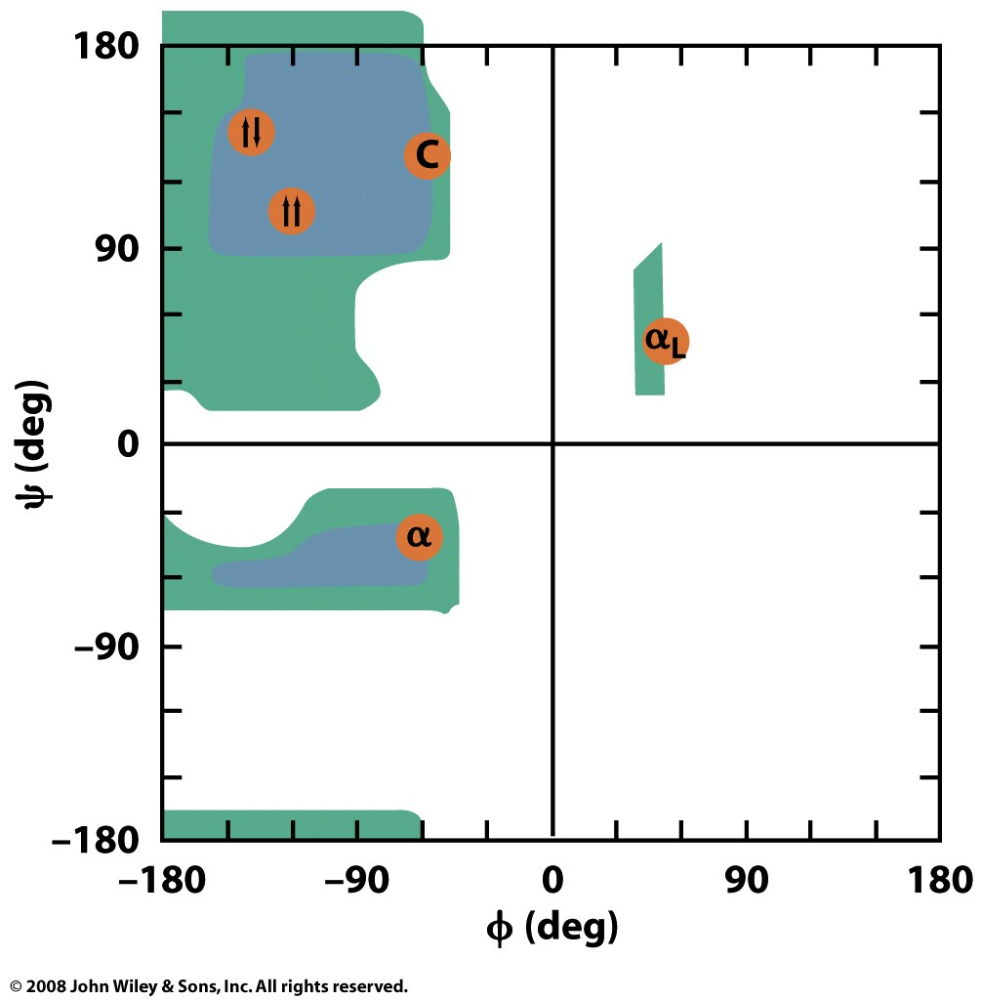 180
↑↓
C
↑↑
90
α_L
ψ (deg)
0
α
–90
–180
–180 –90 0 90 180
ϕ (deg)
© 2008 John Wiley & Sons, Inc. All rights reserved.